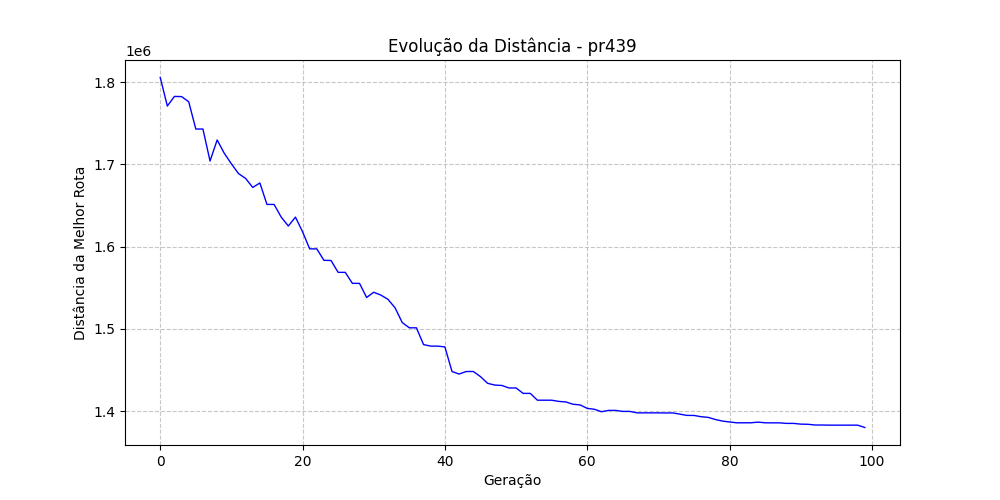 Evolução da Distância - pr439
1e6
1.8
1.7
1.6
1.5
1.4
Distância da Melhor Rota
0 20 40 60 80 100
Geração